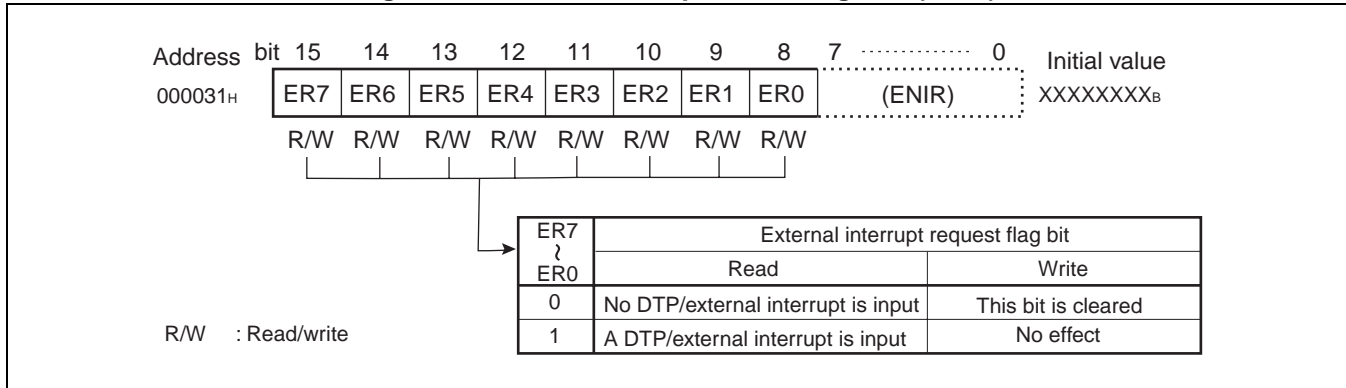 Address bit 15 14 13 12 11 10 9 8 7 0 Initial value
000031H ER7 ER6 ER5 ER4 ER3 ER2 ER1 ER0 (ENIR) XXXXXXXXB
R/W R/W R/W R/W R/W R/W R/W R/W
ER7 ~ ER0 External interrupt request flag bit
Read Write
0 No DTP/external interrupt is input This bit is cleared
1 A DTP/external interrupt is input No effect
R/W : Read/write